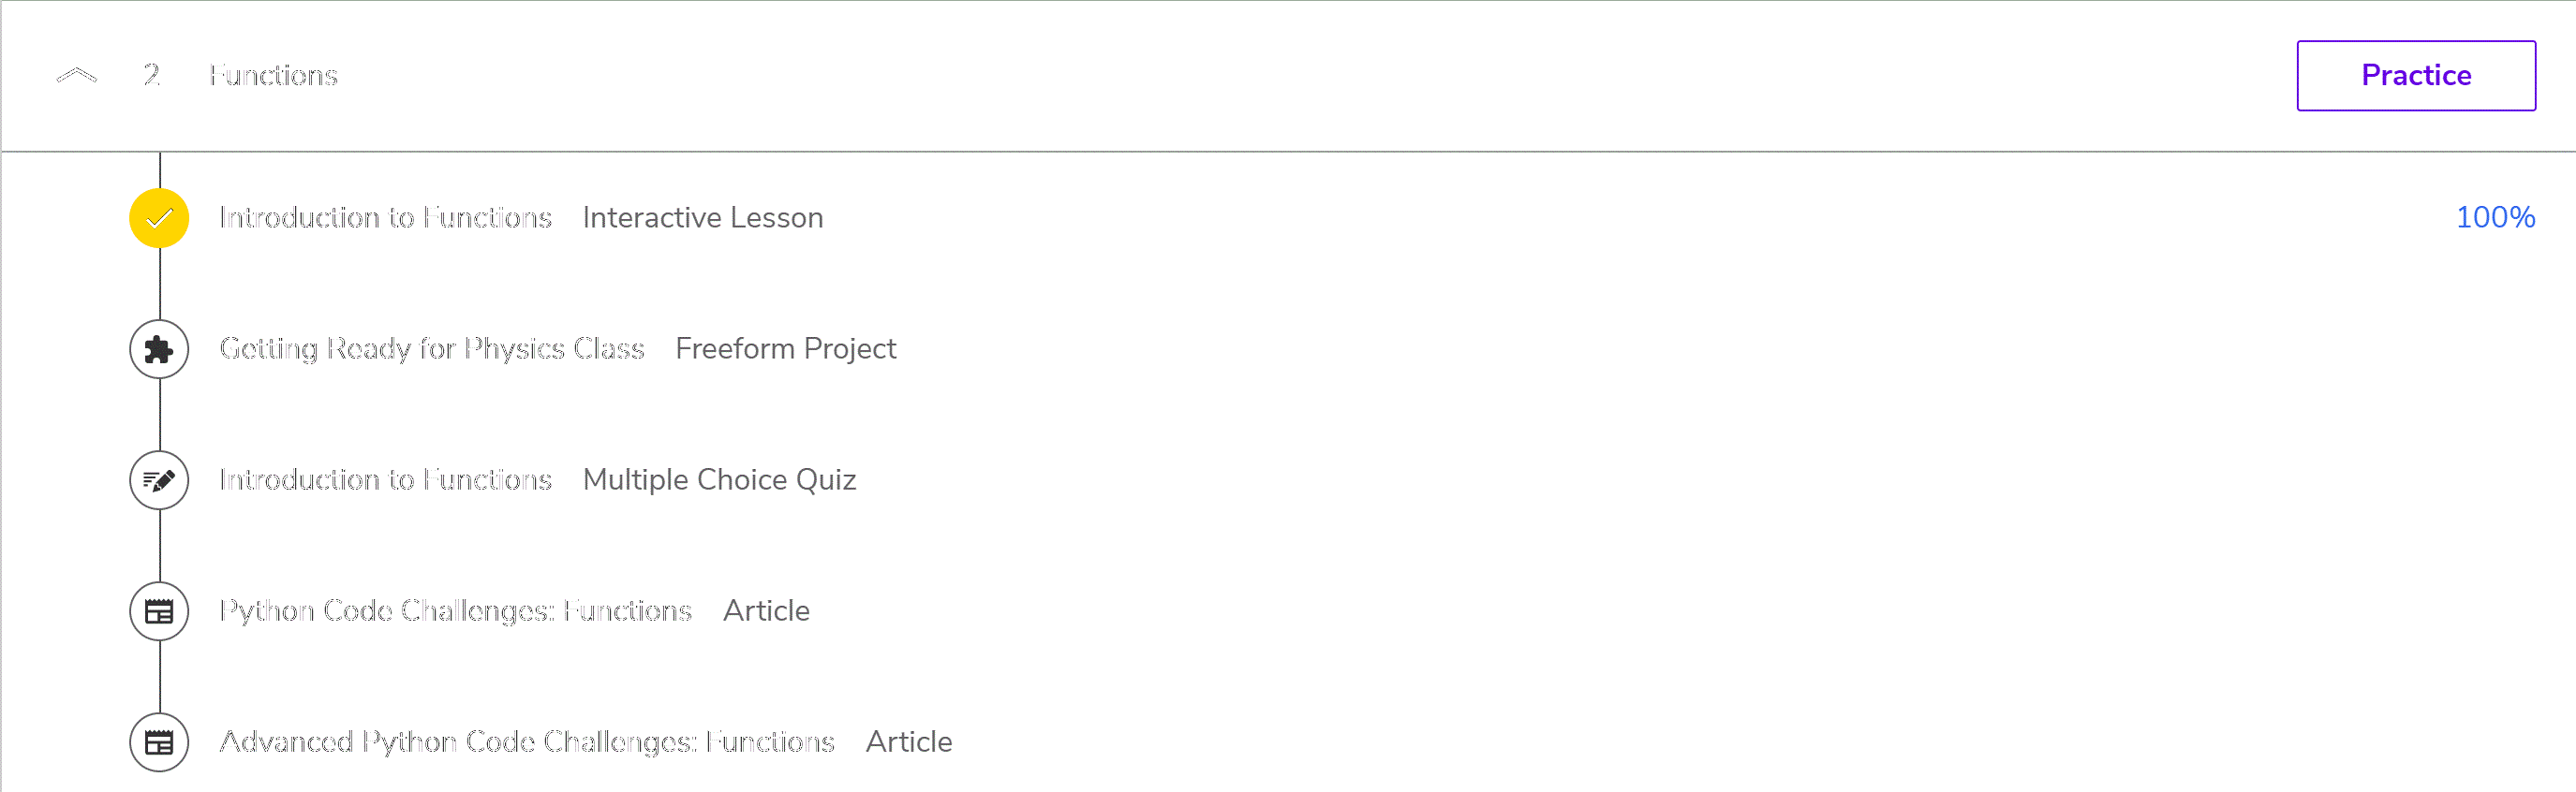 2 Functions Practice
Introduction to Functions Interactive Lesson 100%
Getting Ready for Physics Class Freeform Project
Introduction to Functions Multiple Choice Quiz
Python Code Challenges: Functions Article
Advanced Python Code Challenges: Functions Article